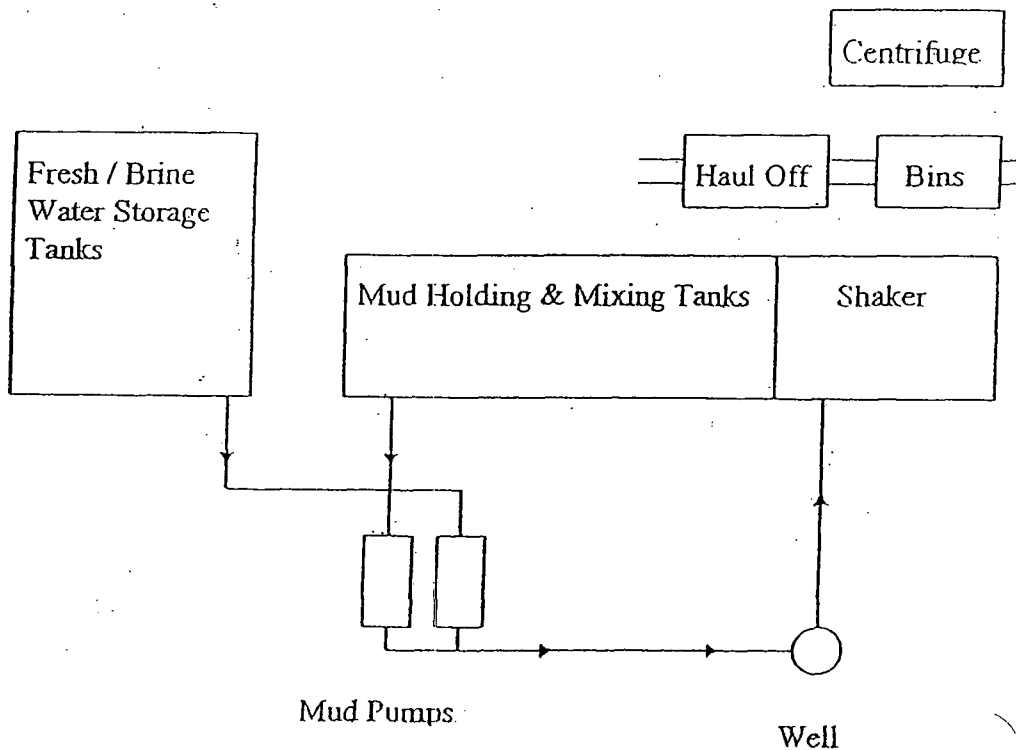 Centrifuge
Fresh / Brine
Water Storage
Tanks
Haul Off
Bins
Mud Holding & Mixing Tanks
Shaker
Mud Pumps
Well